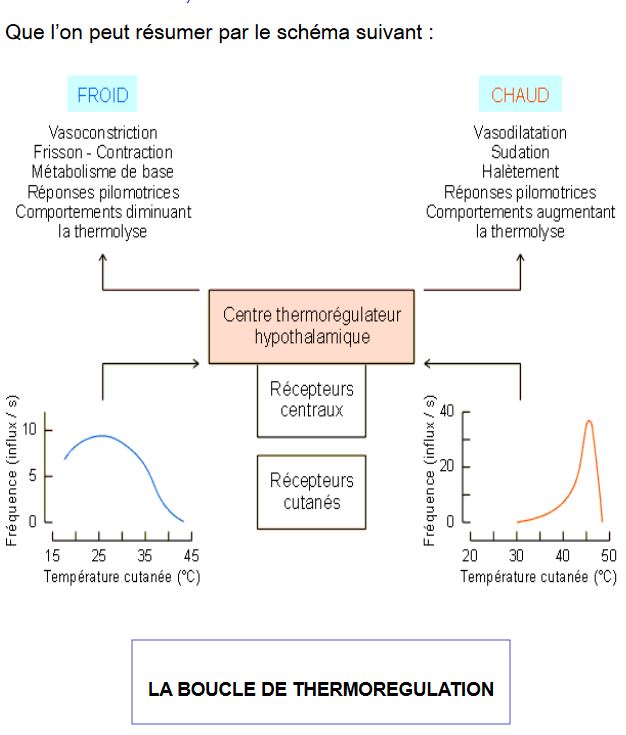 Que l’on peut résumer par le schéma suivant :
FROID
Vasoconstriction
Frisson - Contraction
Métabolisme de base
Réponses pilomotrices
Comportements diminuant
la thermolyse
CHAUD
Vasodilatation
Sudation
Halètement
Réponses pilomotrices
Comportements augmentant
la thermolyse
Centre thermorégulateur
hypothalamique
Récepteurs
centraux
Récepteurs
cutanés
Fréquence (influx / s)
10
5
0
15 25 35 45
Température cutanée (°C)
Fréquence (influx / s)
40
20
0
20 30 40 50
Température cutanée (°C)
LA BOUCLE DE THERMOREGULATION